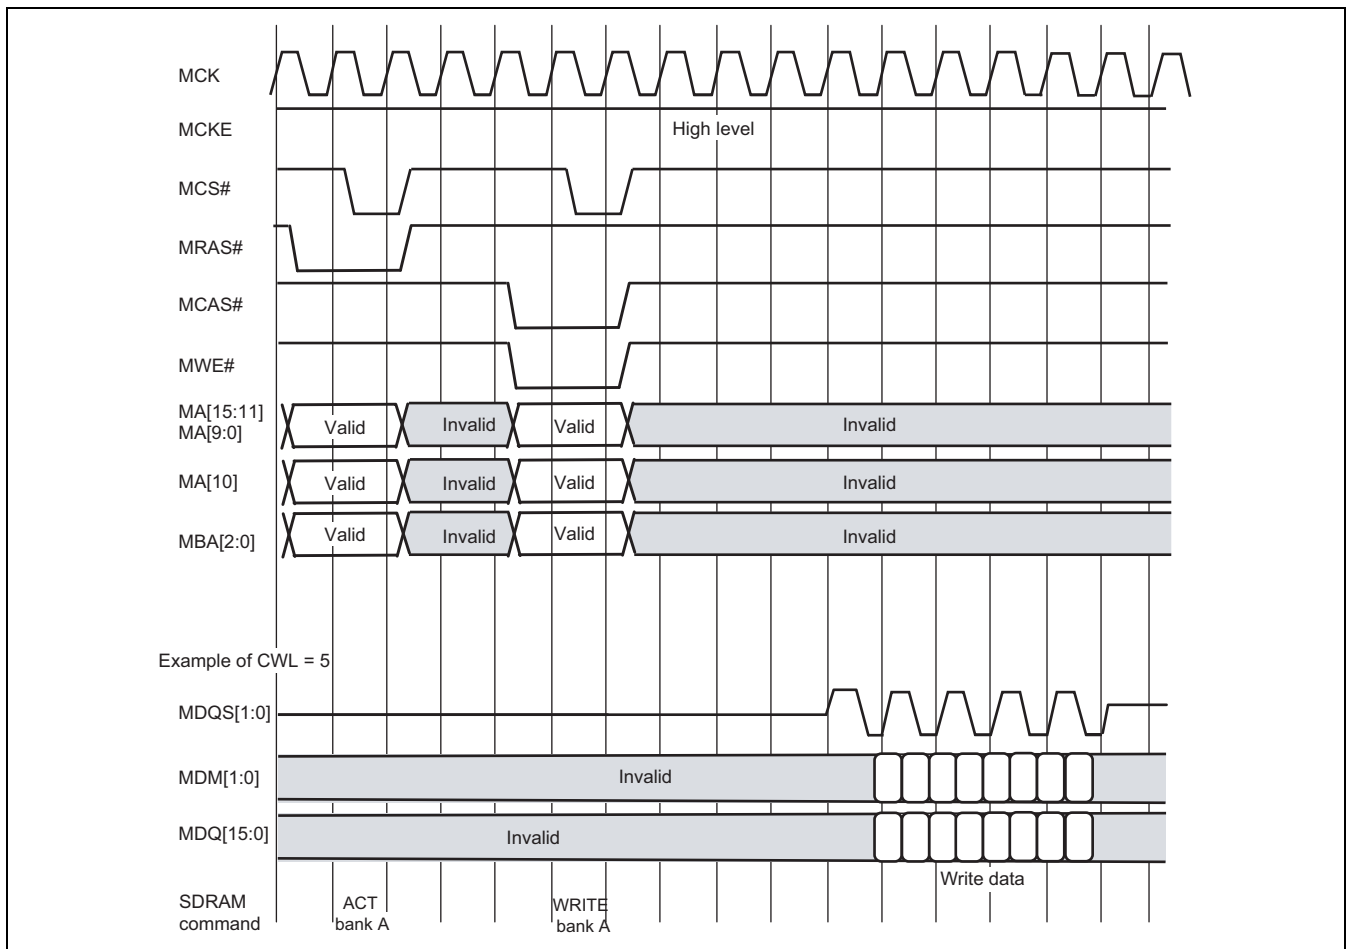 MCK
MCKE
High level
MCS#
MRAS#
MCAS#
MWE#
MA[15:11]
MA[9:0]
Valid
Invalid
Valid
Invalid
MA[10]
Valid
Invalid
Valid
Invalid
MBA[2:0]
Valid
Invalid
Valid
Invalid
Example of CWL = 5
MDQS[1:0]
MDM[1:0]
Invalid
MDQ[15:0]
Invalid
Write data
SDRAM
command
ACT
bank A
WRITE
bank A